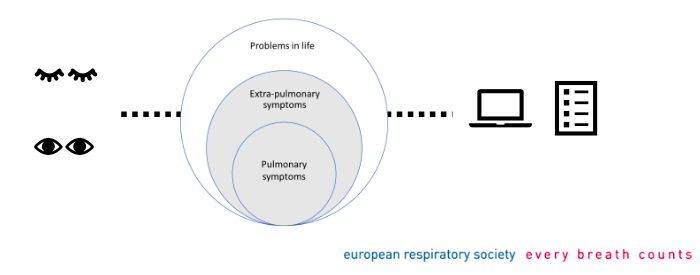 Problems in life
Extra-pulmonary
symptoms
Pulmonary
symptoms
european respiratory society every breath counts